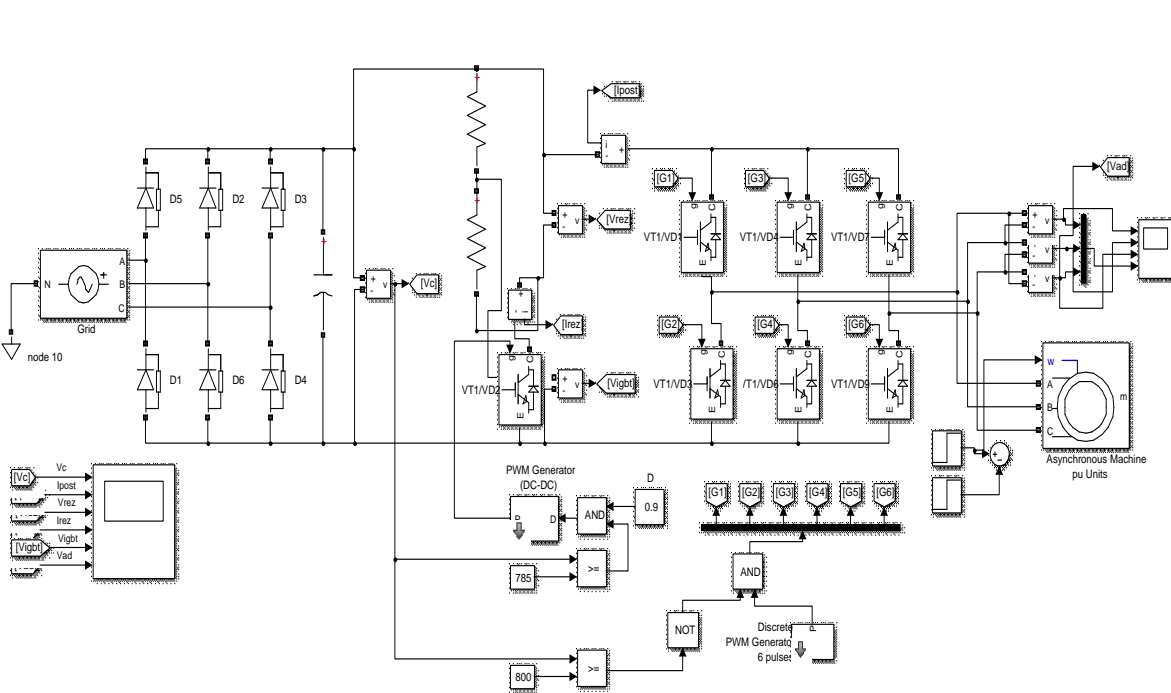 [Ipost
[G1]
[G3]
[G5]
[Vad]
i
-
+
g
C
g
C
g
C
D5
D2
D3
VT1/VD1
VT1/VD4
VT1/VD7
E
E
E
+
-
v
[Vrez
+
-
v
v
v
N
A
B
C
+
Grid
+
-
v
[Vc]
[Irez
[G2]
[G4]
[G6]
node 10
g
C
g
C
g
C
g
C
D1
D6
D4
VT1/VD2
+
-
v
[Vigbt]
VT1/VD3
/T1/VD6
VT1/VD9
E
E
E
E
w
A
B
C
m
Asynchronous Machine
pu Units
[Vc]
Vc
Ipost
Vrez
Irez
[Vigbt]
Vigbt
Vad
PWM Generator
(DC-DC)
P
D
AND
D
0.9
[G1]
[G2]
[G3]
[G4]
[G5]
[G6]
785
>=
AND
NOT
Discrete
PWM Generato
6 pulses
P
800
>=